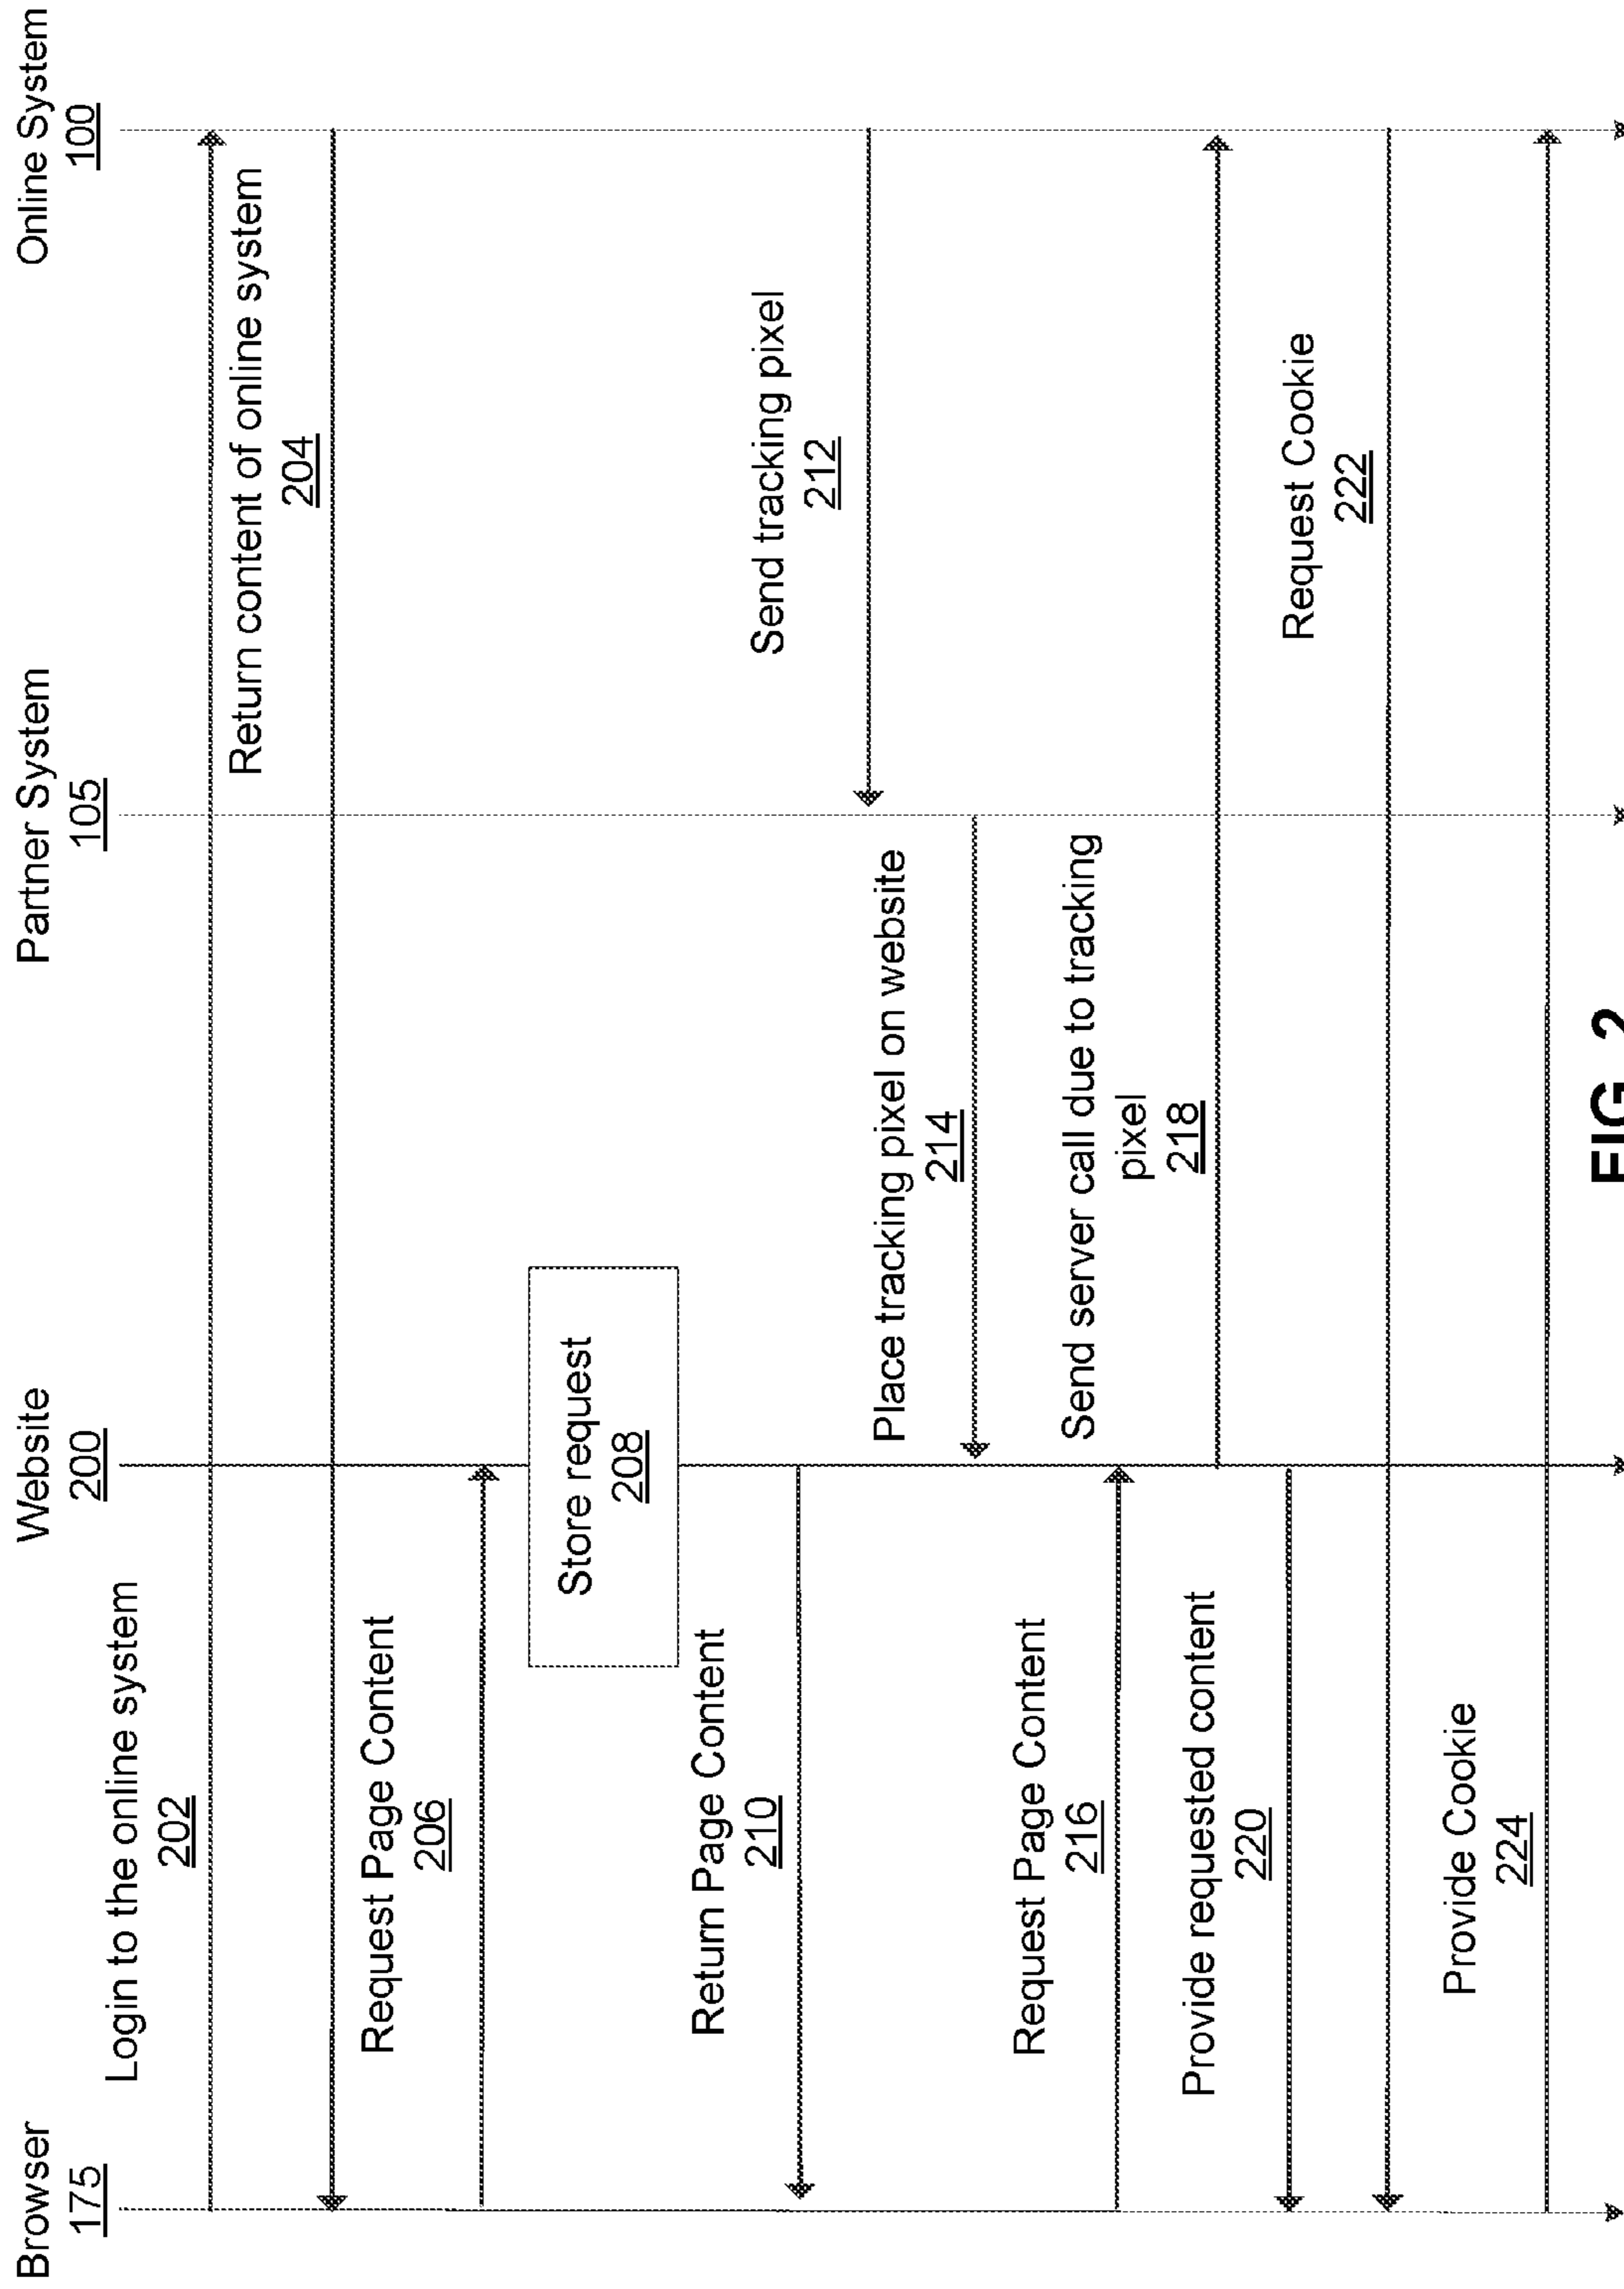 Browser
175
Website
200
Partner System
105
Online System
100
Login to the online system
202
Return content of online system
204
Request Page Content
206
Store request
208
Return Page Content
210
Send tracking pixel
212
Place tracking pixel on website
214
Request Page Content
216
Send server call due to tracking
pixel
218
Provide requested content
220
Request Cookie
222
Provide Cookie
224
FIG. 2